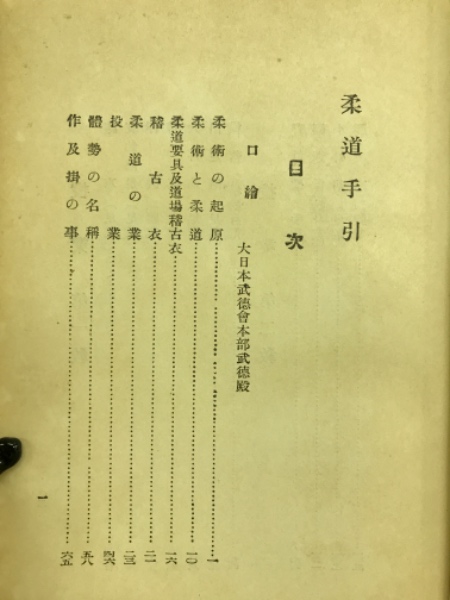 柔道手引
目次
口繪　大日本武德會本部武德殿
柔術の起原……一
柔術と柔道……一〇
柔道要具及道場稽古衣……一六
稽古衣……二一
柔道の業……二三
投業……四六
體勢の名稱……五八
作及掛の事……六五
一